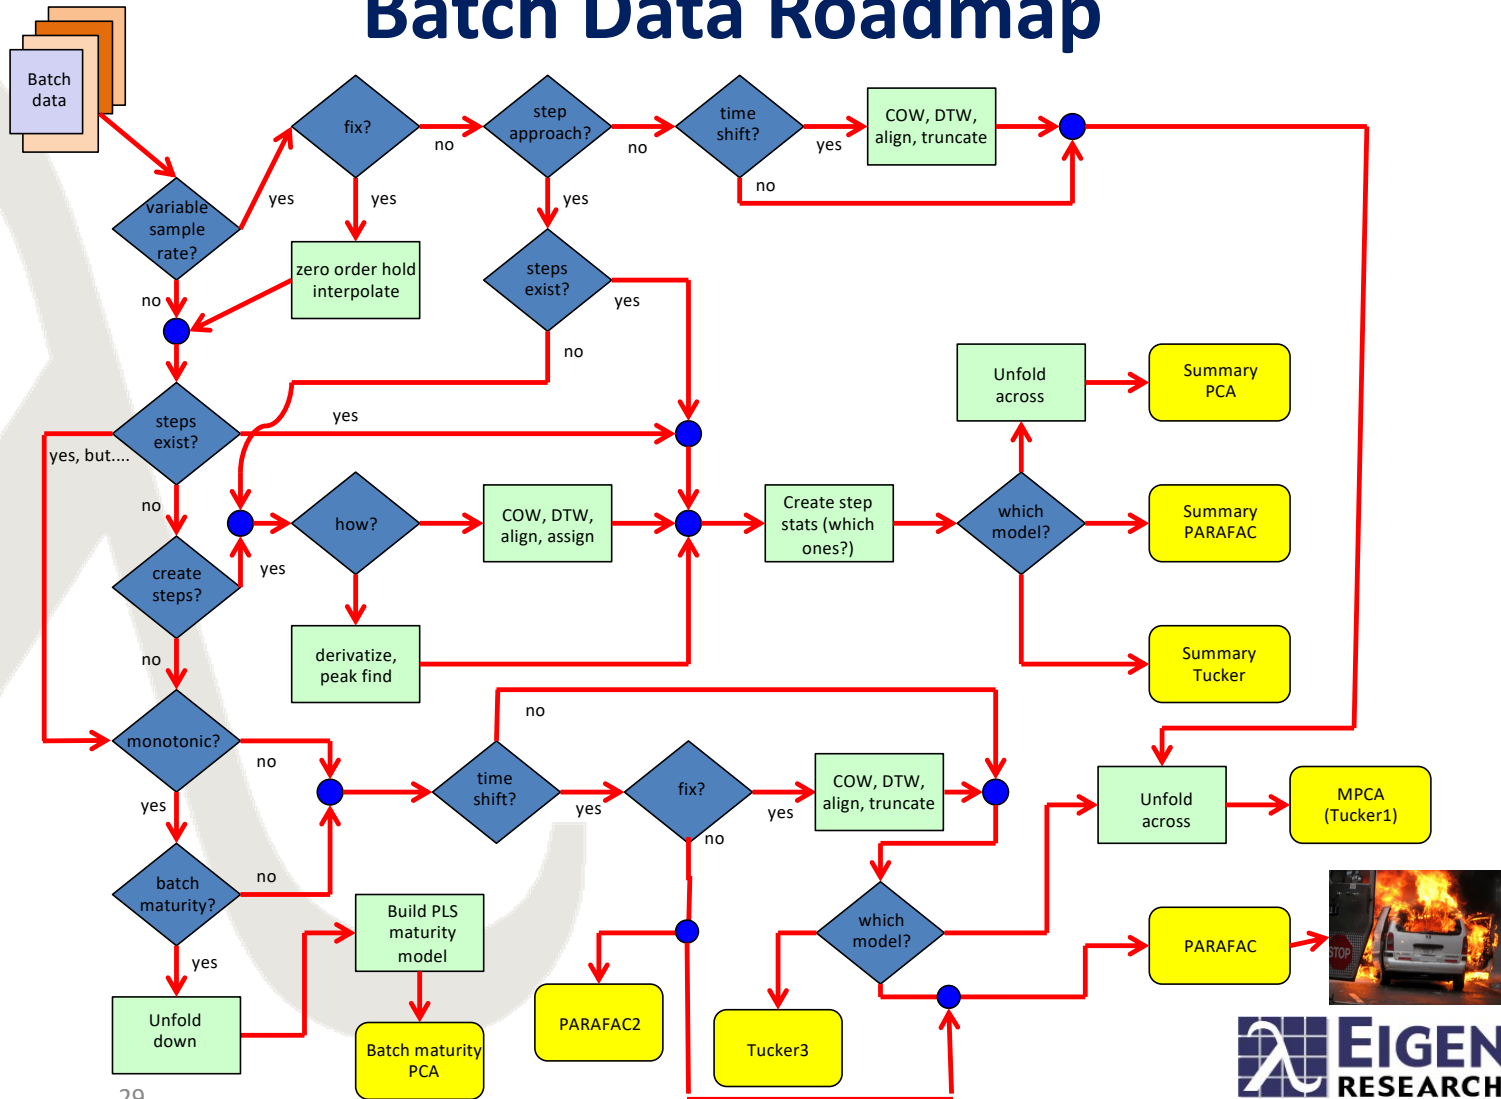 Batch Data Roadmap
Batch
data
fix?
step
approach?
time
shift?
COW, DTW,
align, truncate
no
no
yes
variable
sample
rate?
yes
yes
yes
no
zero order hold
interpolate
steps
exist?
yes
no
no
steps
exist?
yes
yes, but....
Unfold
across
Summary
PCA
no
how?
COW, DTW,
align, assign
Create step
stats (which
ones?)
which
model?
Summary
PARAFAC
create
steps?
yes
no
derivatize,
peak find
Summary
Tucker
monotonic?
no
no
time
shift?
yes
fix?
yes
COW, DTW,
align, truncate
Unfold
across
MPCA
(Tucker1)
yes
no
batch
maturity?
no
Build PLS
maturity
model
which
model?
PARAFAC
STOP
yes
Unfold
down
Batch maturity
PCA
PARAFAC2
Tucker3
EIGEN
RESEARCH
29